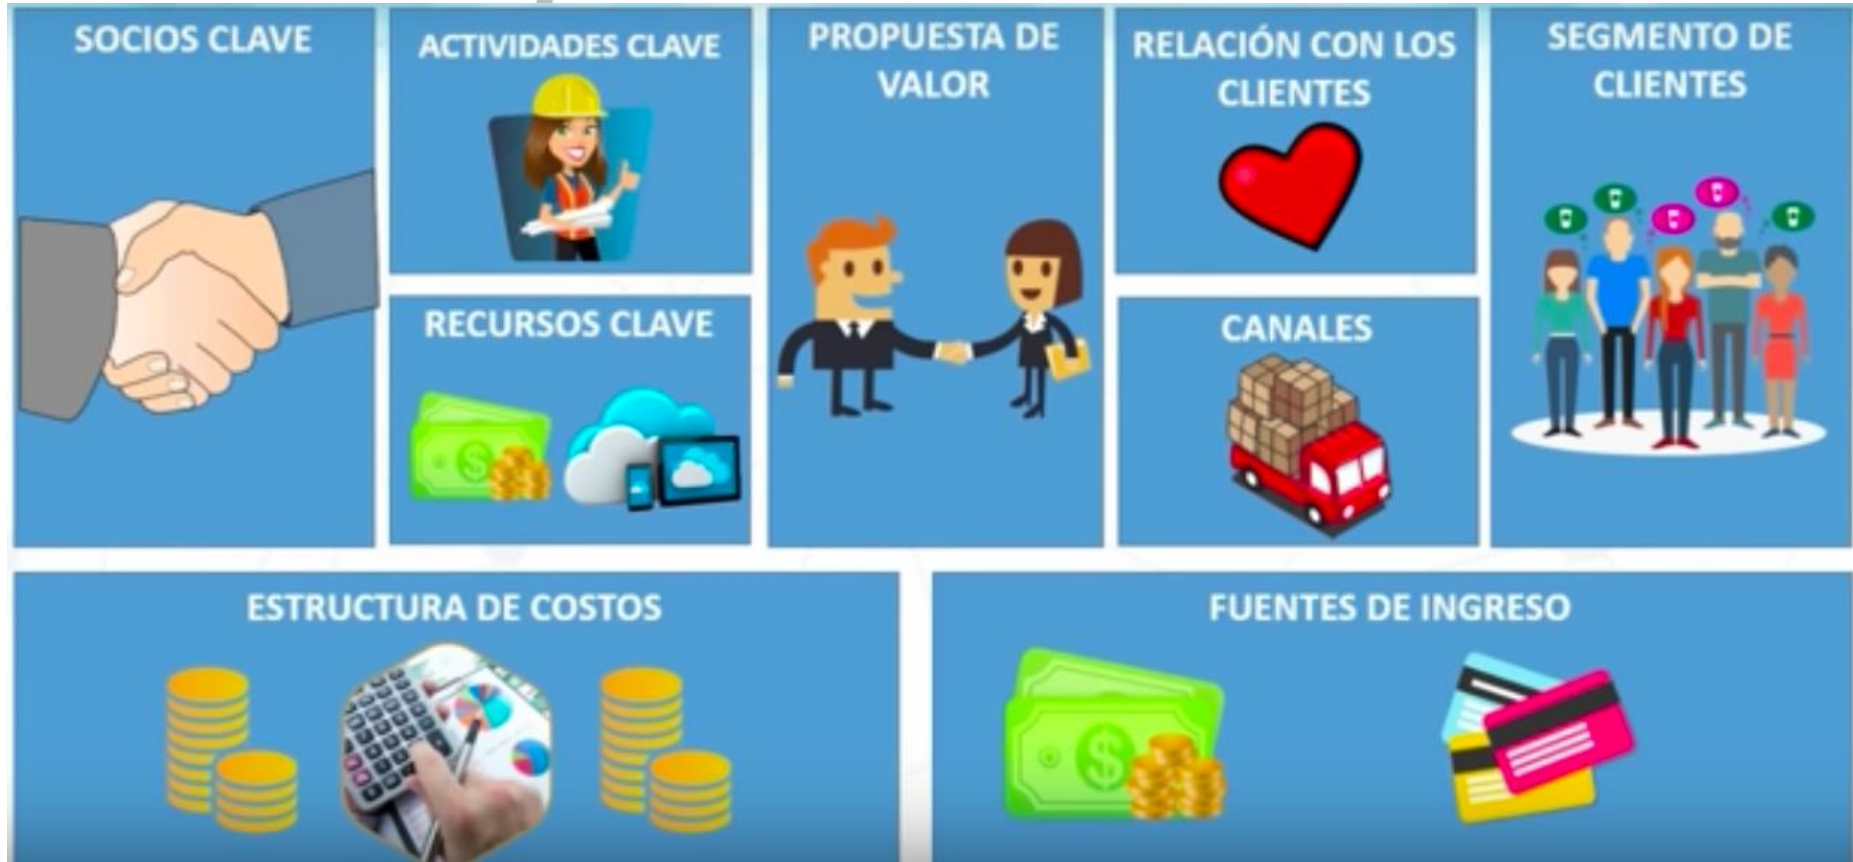 SOCIOS CLAVE
ACTIVIDADES CLAVE
RECURSOS CLAVE
PROPUESTA DE
VALOR
RELACIÓN CON LOS
CLIENTES
CANALES
SEGMENTO DE
CLIENTES
ESTRUCTURA DE COSTOS
FUENTES DE INGRESO